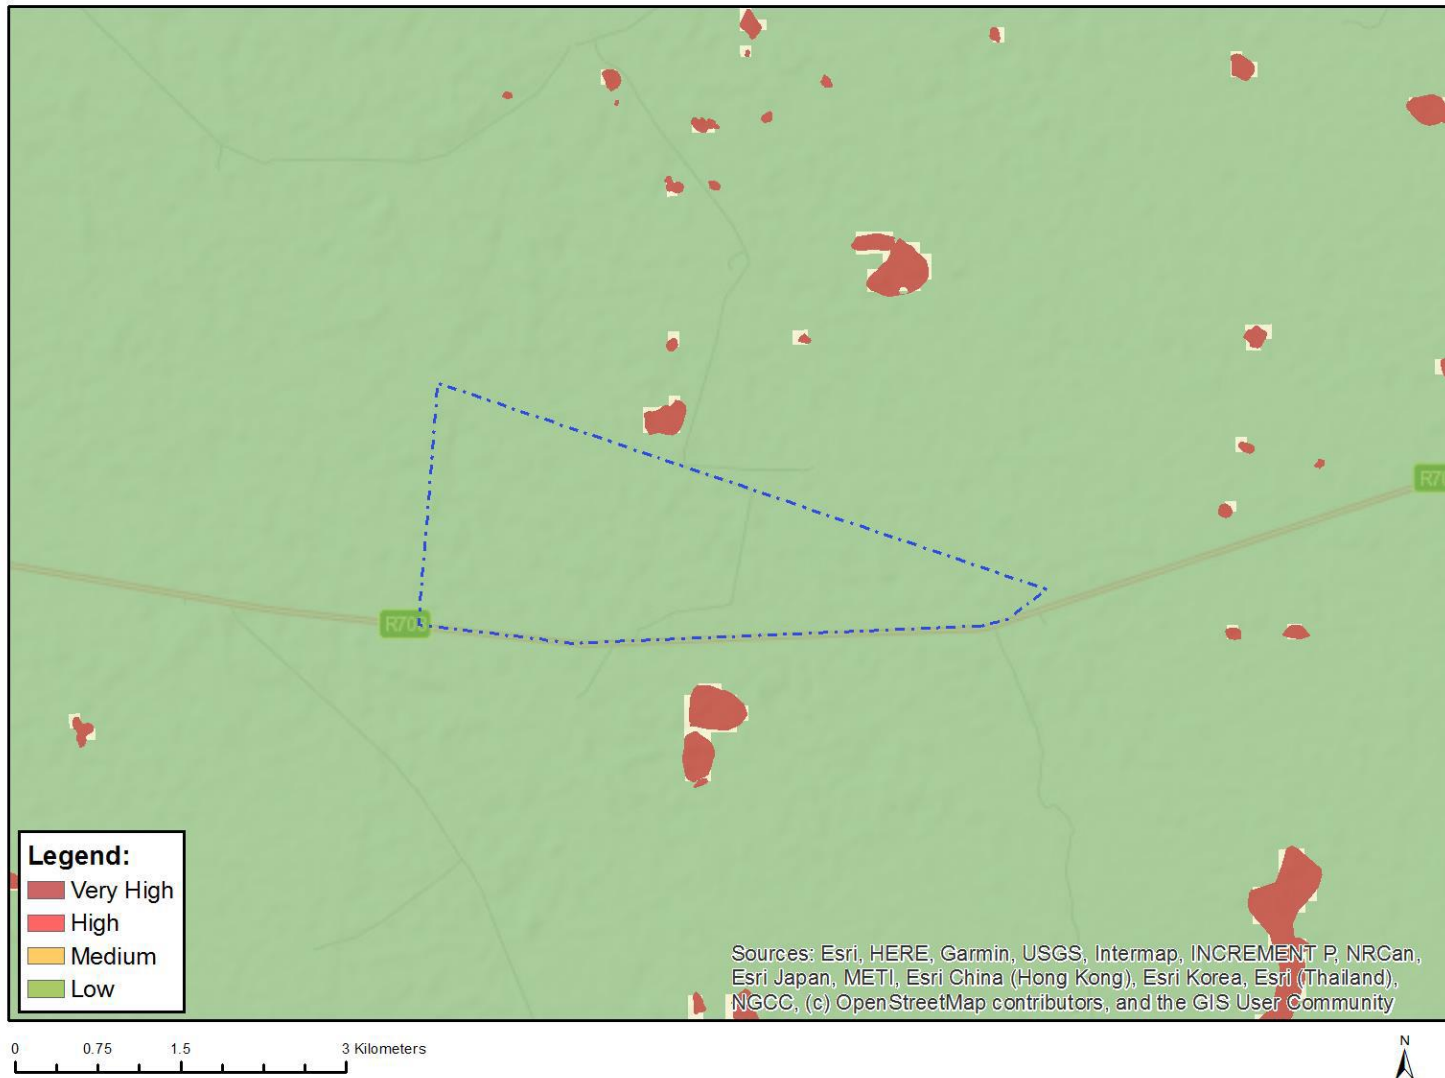 R70
R708
Legend:
Very High
High
Medium
Low
Sources: Esri, HERE, Garmin, USGS, Intermap, INCREMENT P, NRCan,
Esri Japan, METI, Esri China (Hong Kong), Esri Korea, Esri (Thailand),
NGCC, (c) OpenStreetMap contributors, and the GIS User Community
0 0.75 1.5 3 Kilometers
N